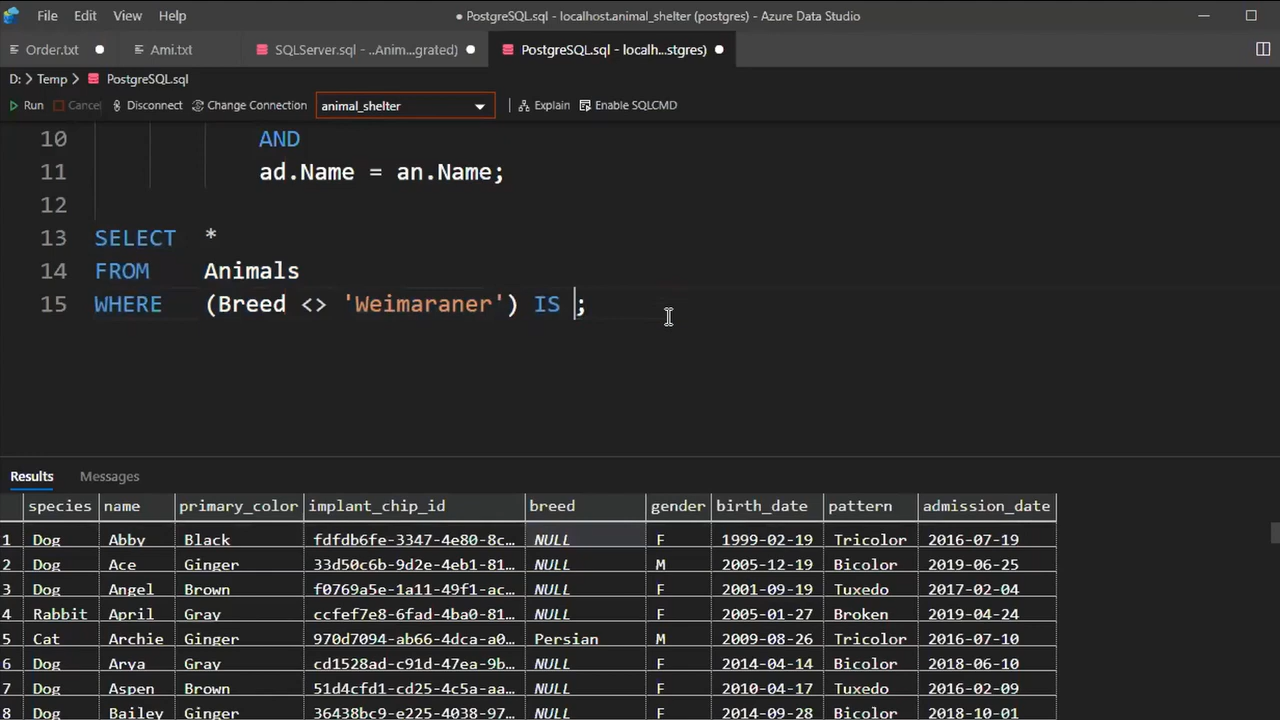 File Edit View Help
● PostgreSQL.sql - localhost.animal_shelter (postgres) - Azure Data Studio
Order.txt ● Ami.txt SQLServer.sql - ..Anim...grated) ● PostgreSQL.sql - localh...stgres) ●
D: > Temp > PostgreSQL.sql
Run Cancel Disconnect Change Connection animal_shelter Explain Enable SQLCMD
10 AND
11 ad.Name = an.Name;
12
13 SELECT *
14 FROM Animals
15 WHERE (Breed <> 'Weimaraner') IS ;
Results Messages
species name primary_color implant_chip_id breed gender birth_date pattern admission_date
1 Dog Abby Black fdfdb6fe-3347-4e80-8c… NULL F 1999-02-19 Tricolor 2016-07-19
2 Dog Ace Ginger 33d50c6b-9d2e-4eb1-81… NULL M 2005-12-19 Bicolor 2019-06-25
3 Dog Angel Brown f0769a5e-1a11-49f1-ac… NULL F 2001-09-19 Tuxedo 2017-02-04
4 Rabbit April Gray ccfef7e8-6fad-4ba0-81… NULL F 2005-01-27 Broken 2019-04-24
5 Cat Archie Ginger 970d7094-ab66-4dca-a0… Persian M 2009-08-26 Tricolor 2016-07-10
6 Dog Arya Gray cd1528ad-c91d-47ea-9b… NULL F 2014-04-14 Bicolor 2018-06-10
7 Dog Aspen Brown 51d4cfd1-cd25-4c5a-aa… NULL F 2010-04-17 Tuxedo 2016-02-09
8 Dog Bailey Ginger 36438bc9-e225-4038-97… NULL F 2014-09-28 Bicolor 2018-10-01